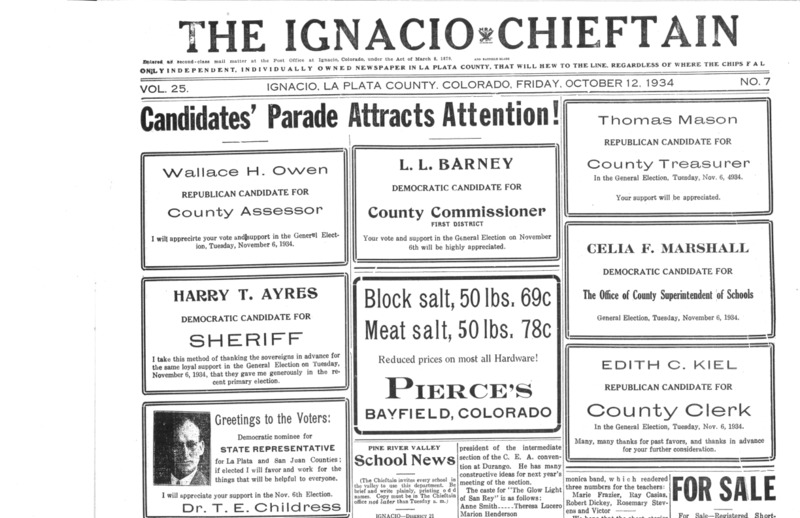 THE IGNACIO CHIEFTAIN
Entered ad second-class mail matter at the Post Office at Ignacio, Colorado, under the Act of March 8, 1879.
ONLY INDEPENDENT, INDIVIDUALLY OWNED NEWSPAPER IN LA PLATA COUNTY, THAT WILL HEW TO THE LINE, REGARDLESS OF WHERE THE CHIPS FAL
VOL. 25. IGNACIO, LA PLATA COUNTY, COLORADO, FRIDAY, OCTOBER 12, 1934 NO. 7
Candidates' Parade Attracts Attention!
Wallace H. Owen
REPUBLICAN CANDIDATE FOR
County Assessor
I wilt apprecirte your vote and support in the General Elect-
ion, Tuesday, November 6, 1934.
HARRY T. AYRES
DEMOCRATIC CANDIDATE FOR
SHERIFF
I take this method of thanking the sovereigns in advance for
the same loyal support in the General Election on Tuesday,
November 6, 1934, that they gave me generously in the re-
cent primary election.
Greetings to the Voters:
Democratic nominee for
STATE REPRESENTATIVE
for La Plata and San Juan Counties;
if elected I will favor and work for the
things that will be helpful to everyone.
I will appreciate your support in the Nov. 6th Election.
Dr. T. E. Childress
L. L. BARNEY
DEMOCRATIC CANDIDATE FOR
County Commissioner
FIRST DISTRICT
Your vote and support in the General Election on November
6th will be highly appreciated.
Block salt, 50 lbs. 69c
Meat salt, 50 lbs. 78c
Reduced prices on most all Hardware!
PIERCE'S
BAYFIELD, COLORADO
PINE RIVER VALLEY
School News
(The Chieftain invites every school in
the valley to use this department. Be
brief and write plainly, printing odd
names. Copy must be in The Chieftain
office not later than Tuesday a. m.)
IGNACIO—DISTRICT 23
president of the intermediate
section of the C. E. A. conven-
tion at Durango. He has many
constructive ideas for next year's
meeting of the section.
The caste for "The Glow Light
of San Rey" is as follows:
Anne Smith..... Theresa Lucero
Marion Henderson
Thomas Mason
REPUBLICAN CANDIDATE FOR
County Treasurer
In the General Election, Tuesday, Nov. 6, 4934.
Your support will be appreciated.
CELIA F. MARSHALL
DEMOCRATIC CANDIDATE FOR
The Office of County Superintendent of Schools
General Election, Tuesday, November 6, 1934.
EDITH C. KIEL
REPUBLICAN CANDIDATE FOR
County Clerk
In the General Election, Tuesday, Nov. 6, 1934.
Many, many thanks for past favors, and thanks in advance
for your further consideration.
monica band, which rendered
three numbers for the teachers:
Marie Frazier, Ray Casias,
Robert Dickey, Rosemary Stev-
ens and Victor
FOR SALE
For Sale—Registered Short-